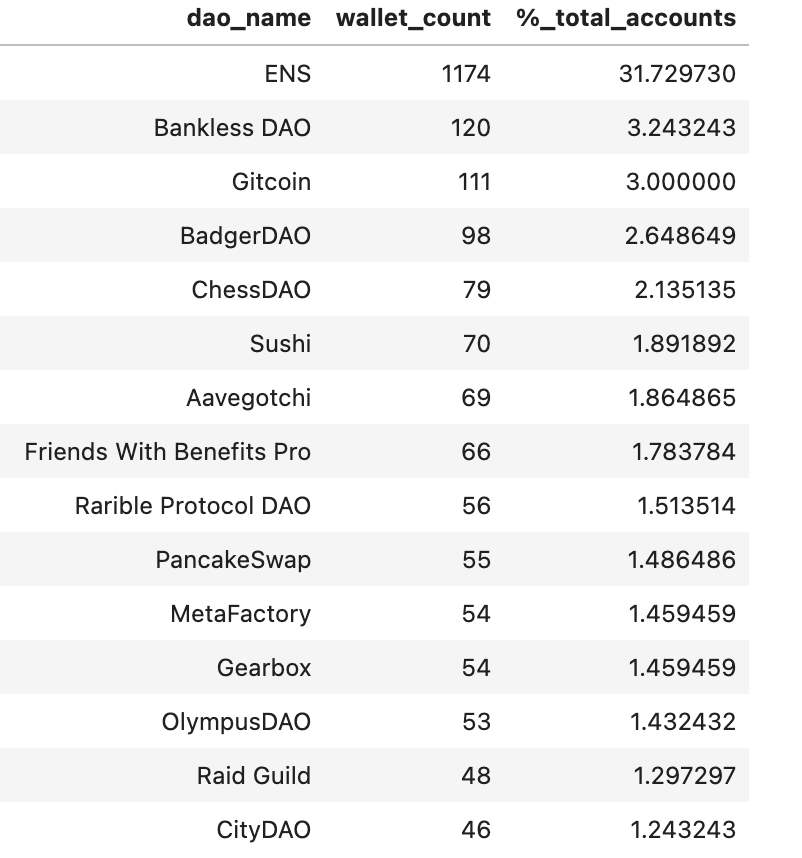 dao_name wallet_count %_total_accounts
ENS 1174 31.729730
Bankless DAO 120 3.243243
Gitcoin 111 3.000000
BadgerDAO 98 2.648649
ChessDAO 79 2.135135
Sushi 70 1.891892
Aavegotchi 69 1.864865
Friends With Benefits Pro 66 1.783784
Rarible Protocol DAO 56 1.513514
PancakeSwap 55 1.486486
MetaFactory 54 1.459459
Gearbox 54 1.459459
OlympusDAO 53 1.432432
Raid Guild 48 1.297297
CityDAO 46 1.243243